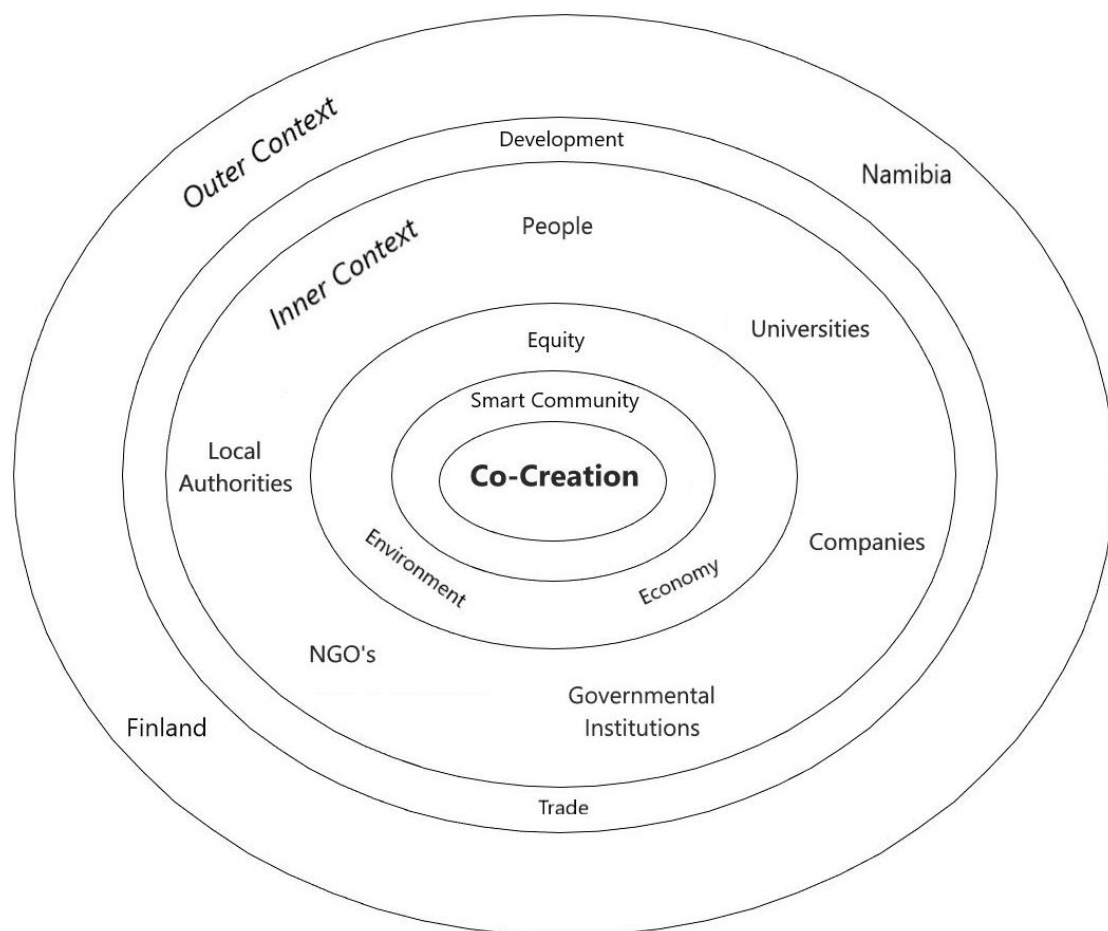 Outer Context
Development
Namibia
Inner Context
People
Universities
Equity
Smart Community
Co-Creation
Local
Authorities
Environment
Economy
Companies
NGO's
Governmental
Institutions
Finland
Trade